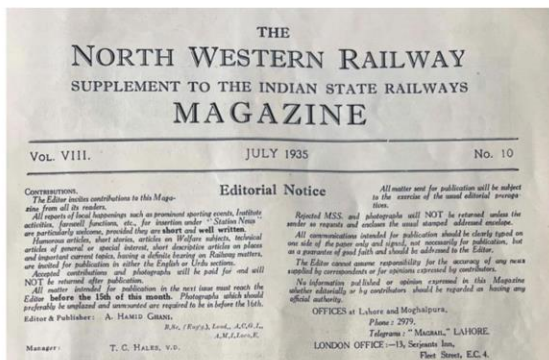 THE
NORTH WESTERN RAILWAY
SUPPLEMENT TO THE INDIAN STATE RAILWAYS
MAGAZINE
VOL. VIII. JULY 1935 No. 10
Editorial Notice
CONTRIBUTIONS.
The Editor invites contributions to this Maga-
zine from all its readers.
All reports of local happenings such as prominent sporting events, Institute
activities, farewell functions, etc., for insertion under "Station News"
are particularly welcome, provided they are short and well written.
Humorous articles, short stories, articles on Welfare subjects, technical
articles of general or special interest, short descriptive articles on places
and important current topics, having a definite bearing on Railway matters,
are invited for publication in either the English or Urdu sections.
Accepted contributions and photographs will be paid for and will
NOT be returned after publication.
All matter intended for publication in the next issue must reach the
Editor before the 15th of this month. Photographs which should
preferably be unglazed and unmounted are required to be in before the 16th.
Editor & Publisher: A. HAMID GHANI.
B.Sc. (Engg.), Lond., A.C.G.I.,
A.M.I.Loco.E.
Manager: T. C. HALES, V.D.
All matter sent for publication will be subject
to the exercise of the usual editorial preroga-
tives.
Rejected MSS. and photographs will NOT be returned unless the
sender so requests and encloses the usual stamped addressed envelope.
All communications intended for publication should be clearly typed on
one side of the paper only and signed, not necessarily for publication, but
as a guarantee of good faith and should be addressed to the Editor.
The Editor cannot assume responsibility for the accuracy of any news
supplied by correspondents or for opinions expressed by contributors.
No information published or opinion expressed in this Magazine
whether editorially or by contributors should be regarded as having any
official authority.
OFFICES at Lahore and Moghalpura,
Phone: 2979,
Telegrams: "MAGRAIL," LAHORE.
LONDON OFFICE:—13, Serjeants Inn,
Fleet Street, E.C. 4.